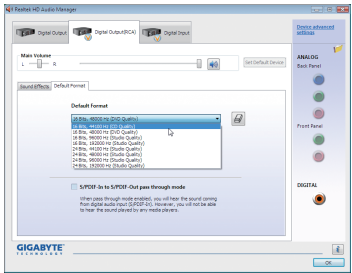 Realtek HD Audio Manager
Digital Output
Digital Output(RCA)
Digital Input
Device advanced
settings
Main Volume
L
R
Set Default Device
ANALOG
Back Panel
Sound Effects
Default Format
Default Format
16 Bits, 48000 Hz (DVD Quality)
16 Bits, 44100 Hz (CD Quality)
16 Bits, 48000 Hz (DVD Quality)
16 Bits, 96000 Hz (Studio Quality)
16 Bits, 192000 Hz (Studio Quality)
24 Bits, 44100 Hz (Studio Quality)
24 Bits, 48000 Hz (Studio Quality)
24 Bits, 96000 Hz (Studio Quality)
24 Bits, 192000 Hz (Studio Quality)
Front Panel
S/PDIF-In to S/PDIF-Out pass through mode
When pass through mode enabled, you will hear the sound coming
from digital audio input (S/PDIF-In). However, you will not be able
to hear the sound played by any media players.
DIGITAL
GIGABYTE™
TECHNOLOGY
i
OK